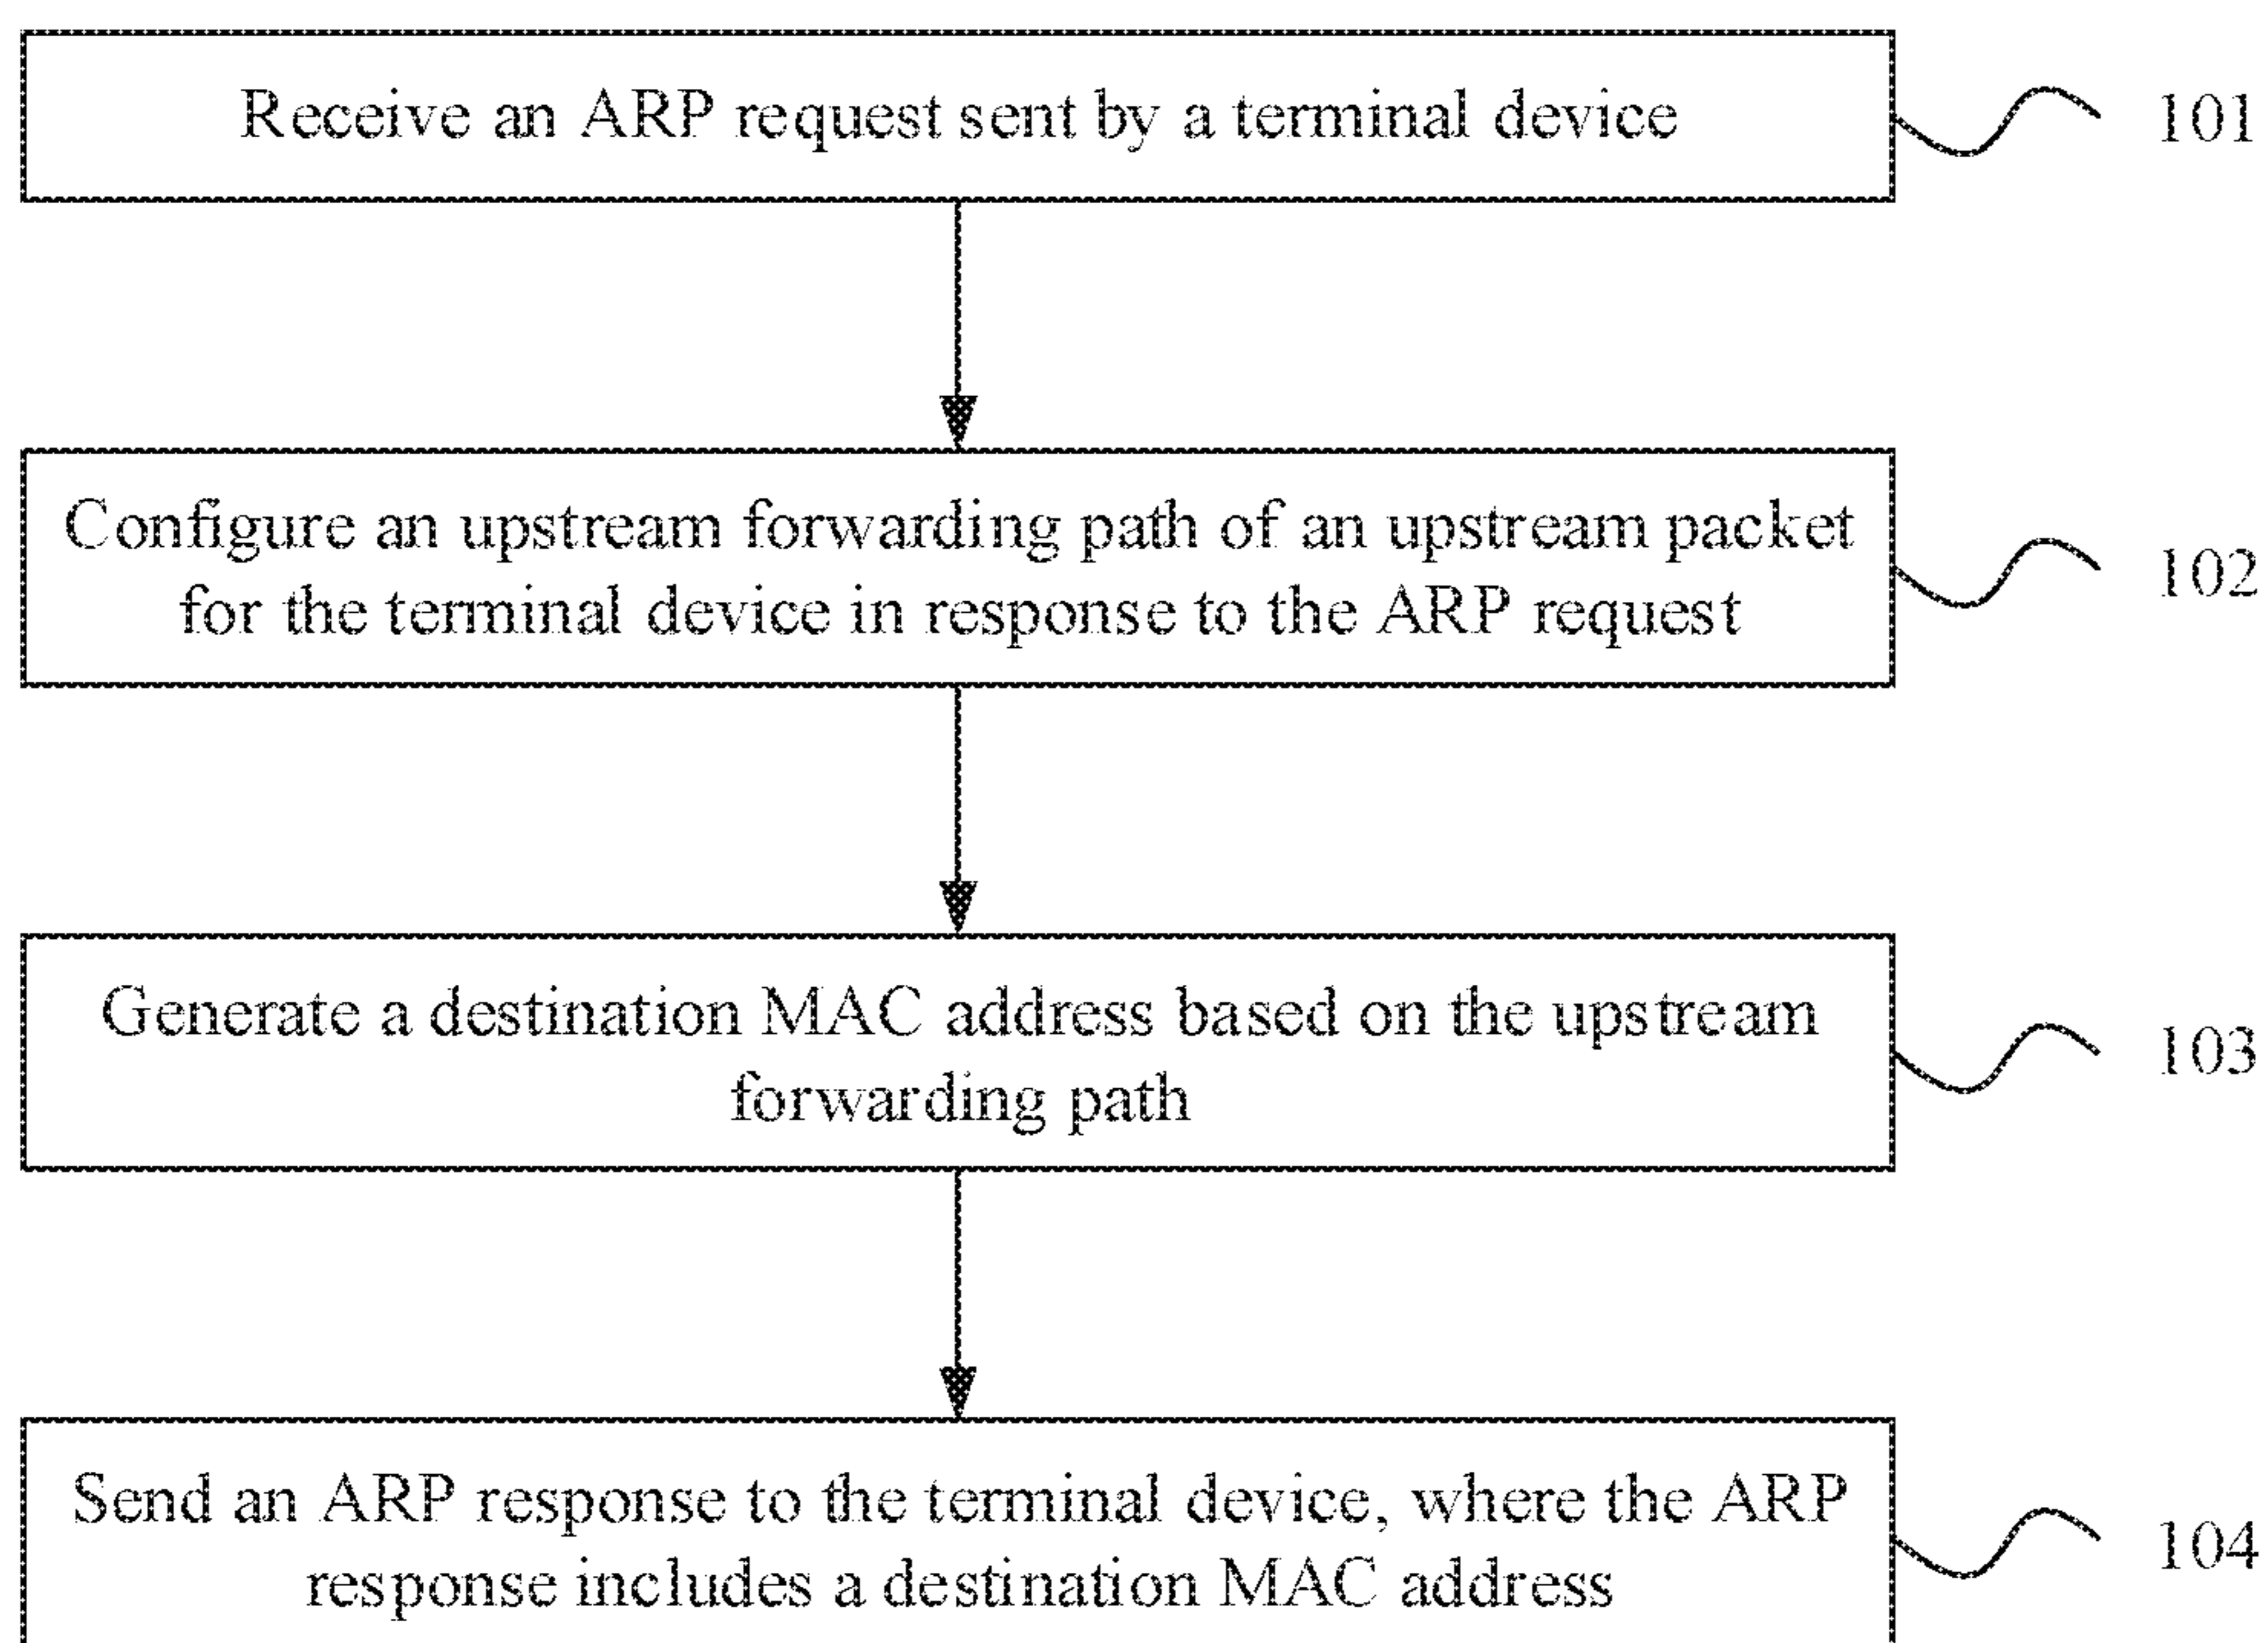 Receive an ARP request sent by a terminal device
101
Configure an upstream forwarding path of an upstream packet
for the terminal device in response to the ARP request
102
Generate a destination MAC address based on the upstream
forwarding path
103
Send an ARP response to the terminal device, where the ARP
response includes a destination MAC address
104